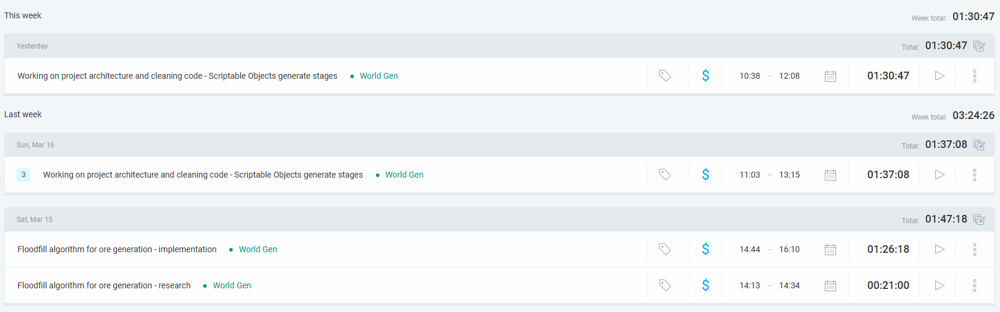 This week Week total: 01:30:47
Yesterday Total: 01:30:47
Working on project architecture and cleaning code - Scriptable Objects generate stages ● World Gen $ 10:38 - 12:08 01:30:47
Last week Week total: 03:24:26
Sun, Mar 16 Total: 01:37:08
3 Working on project architecture and cleaning code - Scriptable Objects generate stages ● World Gen $ 11:03 - 13:15 01:37:08
Sat, Mar 15 Total: 01:47:18
Floodfill algorithm for ore generation - implementation ● World Gen $ 14:44 - 16:10 01:26:18
Floodfill algorithm for ore generation - research ● World Gen $ 14:13 - 14:34 00:21:00